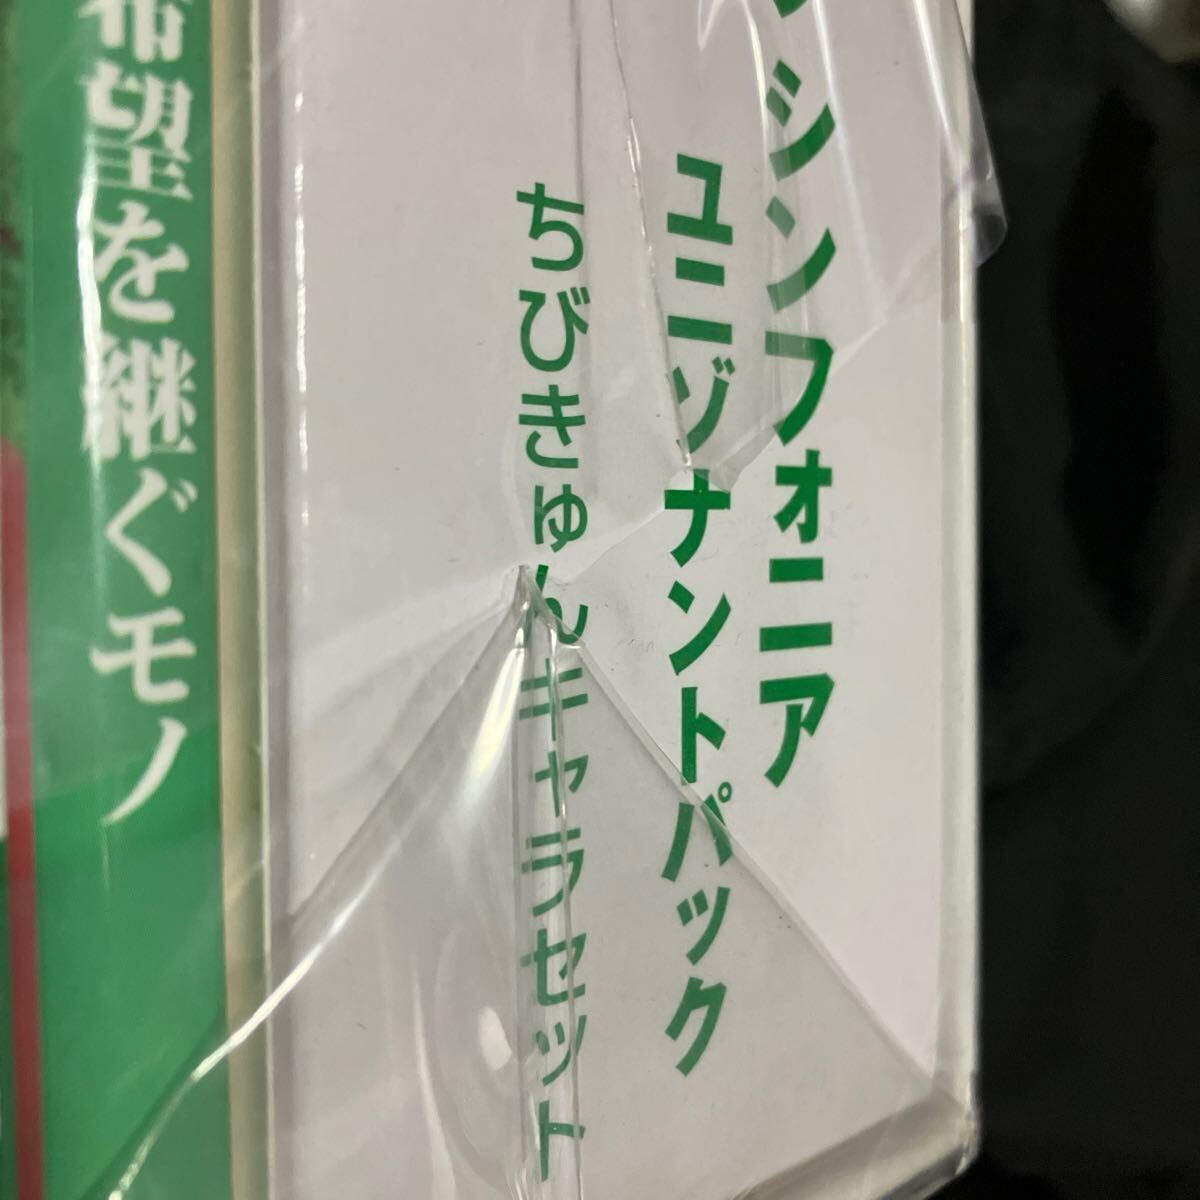 シンフォニア
ユニゾナントパック
ちびきゅんキャラセット
希望を継ぐモノ